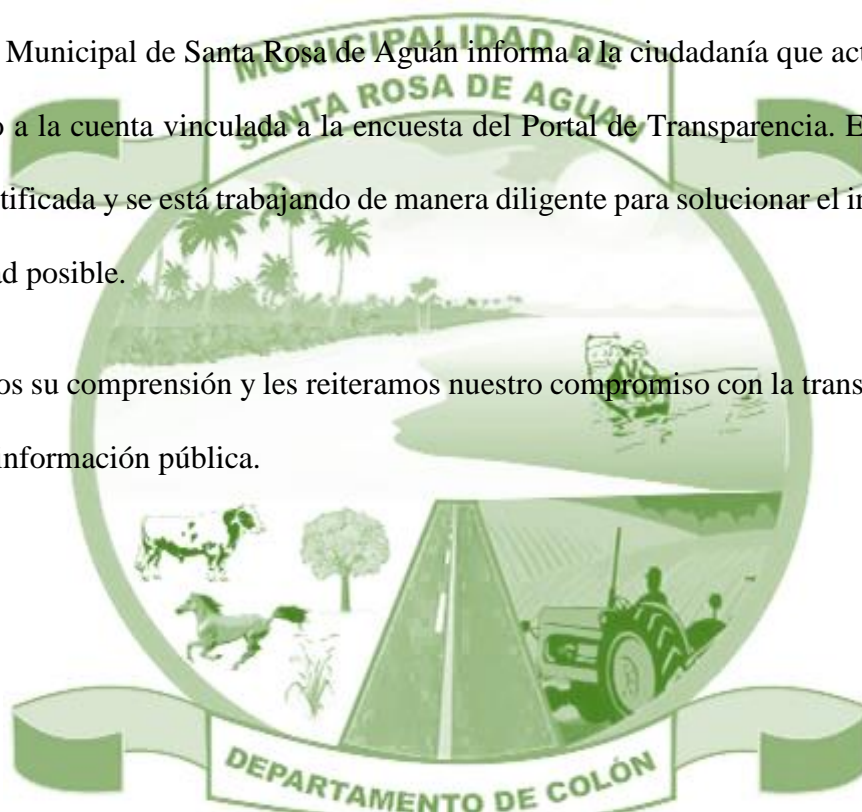 MUNICIPALIDAD DE
SANTA ROSA DE AGUAN
Municipal de Santa Rosa de Aguán informa a la ciudadanía que act
o a la cuenta vinculada a la encuesta del Portal de Transparencia. E
tificada y se está trabajando de manera diligente para solucionar el in
ad posible.
os su comprensión y les reiteramos nuestro compromiso con la trans
información pública.
DEPARTAMENTO DE COLÓN